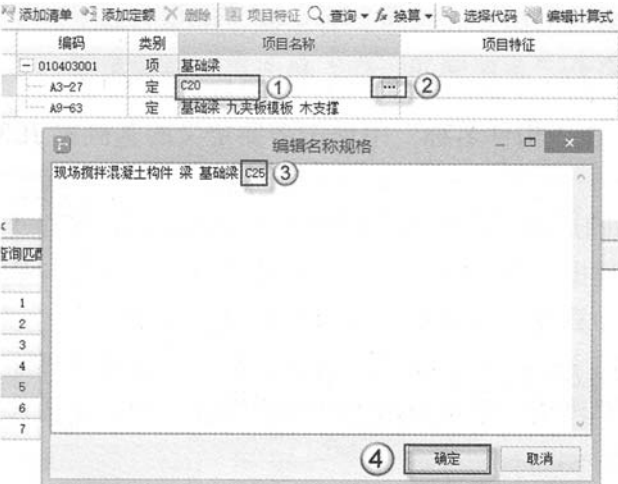 添加清单 添加定额 删除 项目特征 查询 fx 换算 选择代码 编辑计算式
编码 类别 项目名称 项目特征
010403001 项 基础梁
A3-27 定 C20 ① ... ②
A9-63 定 基础梁 九夹板模板 木支撑
编辑名称规格
现场搅拌混凝土构件 梁 基础梁 C25 ③
查询匹配
1
2
3
4
5
6
7
④ 确定 取消